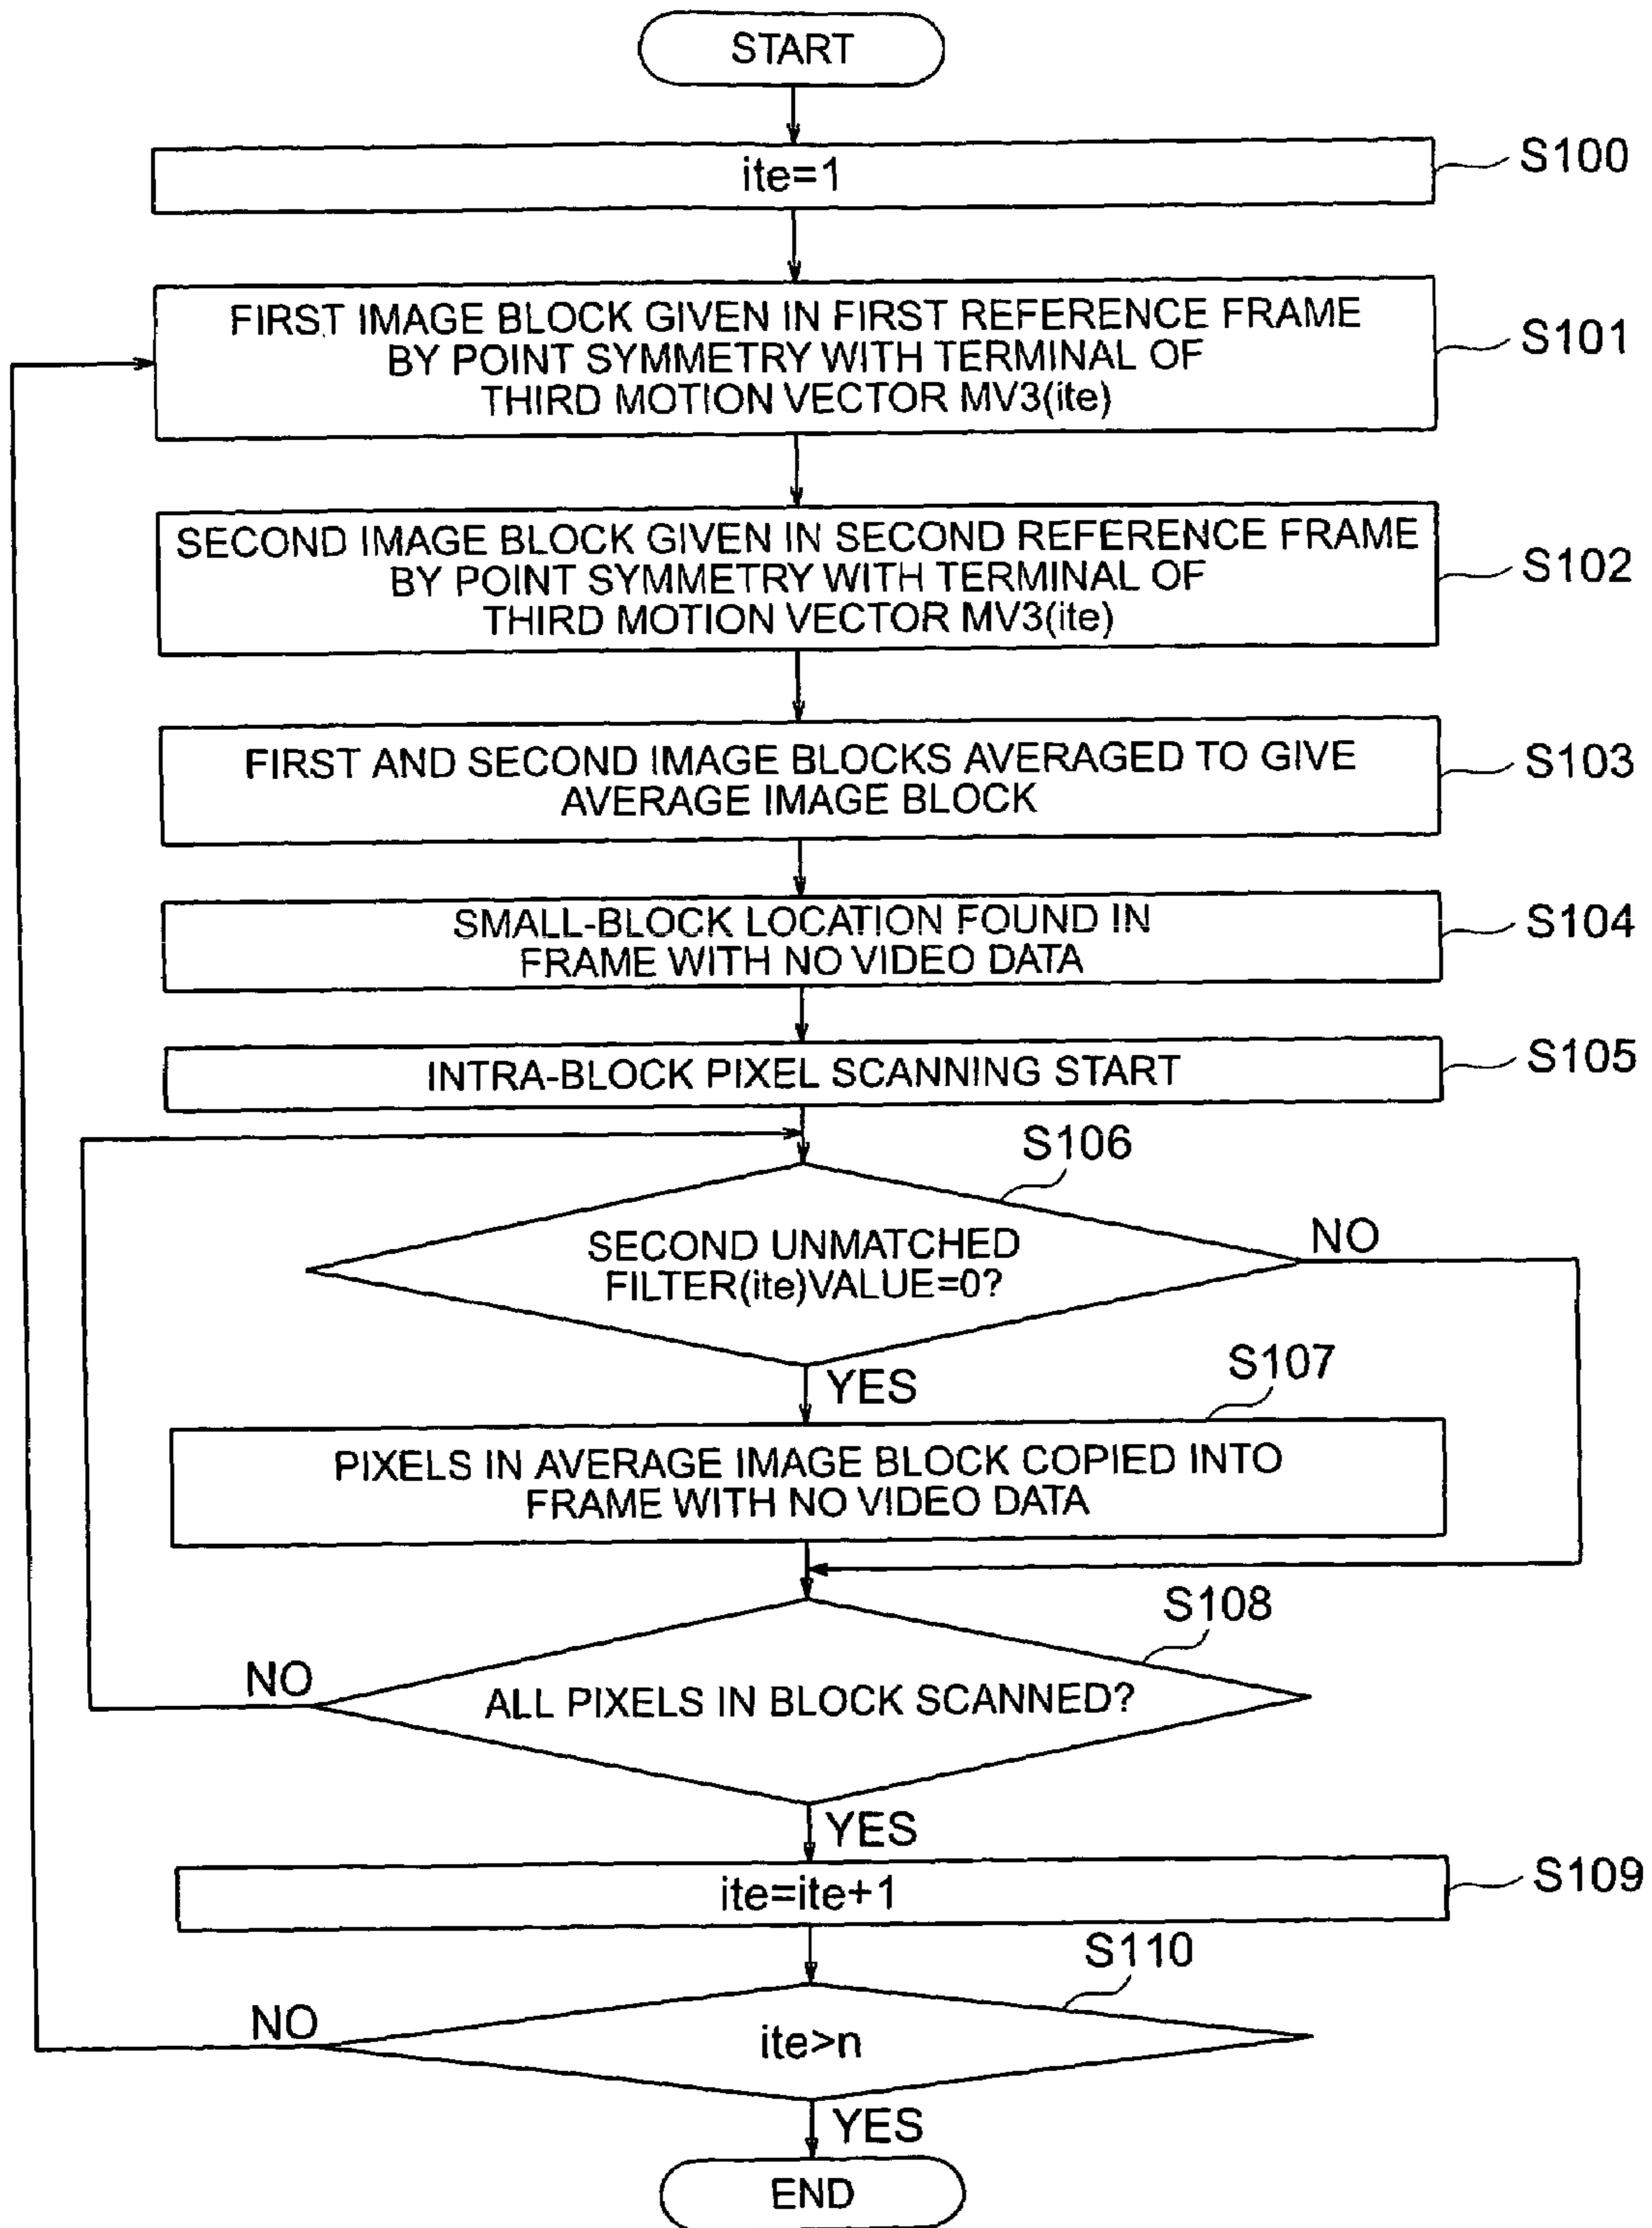 START
ite=1
S100
FIRST IMAGE BLOCK GIVEN IN FIRST REFERENCE FRAME
BY POINT SYMMETRY WITH TERMINAL OF
THIRD MOTION VECTOR MV3(ite)
S101
SECOND IMAGE BLOCK GIVEN IN SECOND REFERENCE FRAME
BY POINT SYMMETRY WITH TERMINAL OF
THIRD MOTION VECTOR MV3(ite)
S102
FIRST AND SECOND IMAGE BLOCKS AVERAGED TO GIVE
AVERAGE IMAGE BLOCK
S103
SMALL-BLOCK LOCATION FOUND IN
FRAME WITH NO VIDEO DATA
S104
INTRA-BLOCK PIXEL SCANNING START
S105
S106
SECOND UNMATCHED
FILTER(ite)VALUE=0?
NO
YES
S107
PIXELS IN AVERAGE IMAGE BLOCK COPIED INTO
FRAME WITH NO VIDEO DATA
S108
NO
ALL PIXELS IN BLOCK SCANNED?
YES
ite=ite+1
S109
S110
NO
ite>n
YES
END